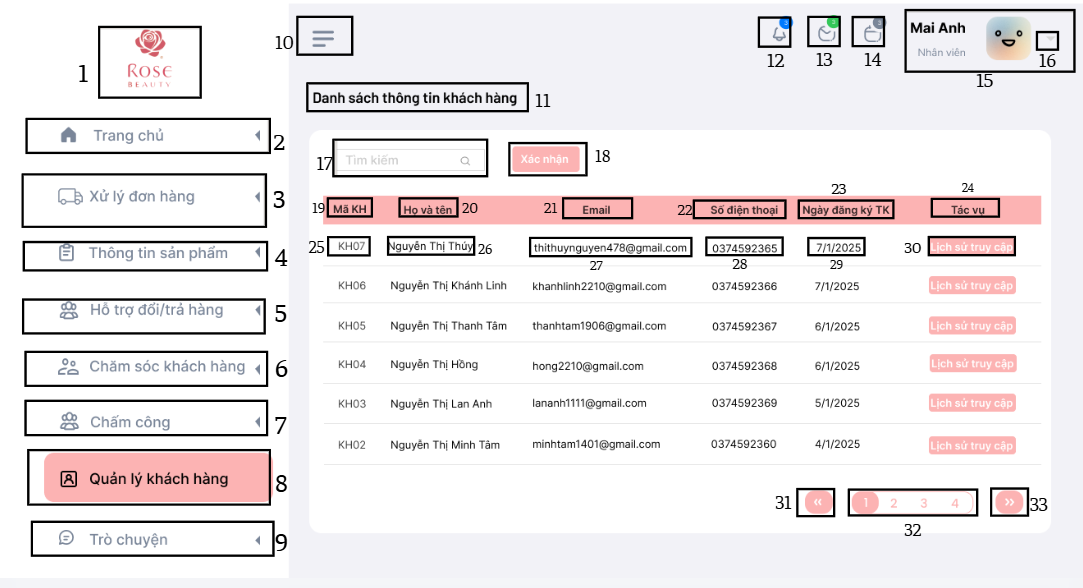 1
ROSE
BEAUTY
Trang chủ 2
Xử lý đơn hàng 3
Thông tin sản phẩm 4
Hỗ trợ đổi/trả hàng 5
Chăm sóc khách hàng 6
Chấm công 7
Quản lý khách hàng 8
Trò chuyện 9
10
3 12
2 13
3 14
Mai Anh
Nhân viên
15
16
Danh sách thông tin khách hàng 11
17 Tìm kiếm
Xác nhận 18
23 24
19 Mã KH Họ và tên 20 21 Email 22 Số điện thoại Ngày đăng ký TK Tác vụ
25 KH07 Nguyễn Thị Thúy 26 thithuynguyen478@gmail.com 0374592365 7/1/2025 30 Lịch sử truy cập
27 28 29
KH06 Nguyễn Thị Khánh Linh khanhlinh2210@gmail.com 0374592366 7/1/2025 Lịch sử truy cập
KH05 Nguyễn Thị Thanh Tâm thanhtam1906@gmail.com 0374592367 6/1/2025 Lịch sử truy cập
KH04 Nguyễn Thị Hồng hong2210@gmail.com 0374592368 6/1/2025 Lịch sử truy cập
KH03 Nguyễn Thị Lan Anh lananh1111@gmail.com 0374592369 5/1/2025 Lịch sử truy cập
KH02 Nguyễn Thị Minh Tâm minhtam1401@gmail.com 0374592360 4/1/2025 Lịch sử truy cập
31 « 1 2 3 4 » 33
32